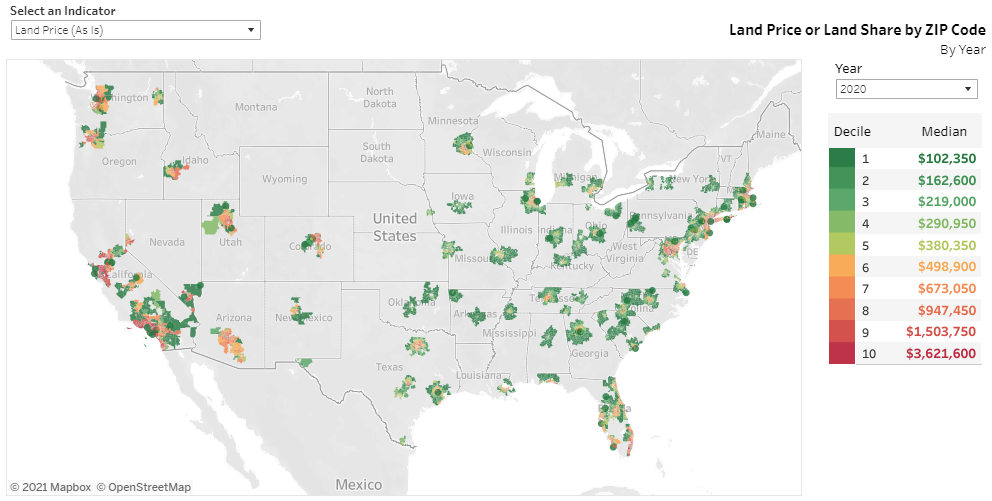 Select an Indicator
Land Price (As Is)
Land Price or Land Share by ZIP Code
By Year
Year
2020
Decile Median
1 $102,350
2 $162,600
3 $219,000
4 $290,950
5 $380,350
6 $498,900
7 $673,050
8 $947,450
9 $1,503,750
10 $3,621,600
Montana
North
Dakota
Minnesota
Maine
Oregon
Idaho
South
Dakota
Wisconsin
VT
Michigan
New York
Wyoming
Iowa
Pennsylvania
Nevada
Utah
United
States
Illinois
Ohio
Colorado
Missouri
West
Virginia
DE
Kentucky
California
Arizona
New Mexico
Oklahoma
Tennessee
Arkansas
Mississippi
Georgia
Texas
Louisiana
Mexico
© 2021 Mapbox © OpenStreetMap